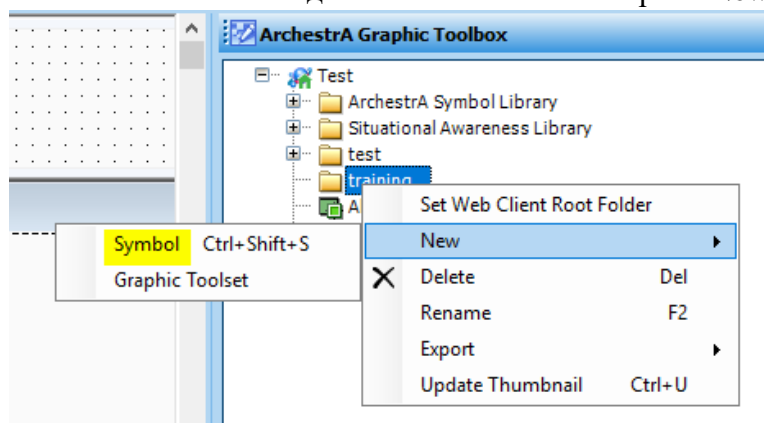 ArchestrA Graphic Toolbox
Test
ArchestrA Symbol Library
Situational Awareness Library
test
training
Set Web Client Root Folder
New
Symbol Ctrl+Shift+S
Graphic Toolset
Delete Del
Rename F2
Export
Update Thumbnail Ctrl+U